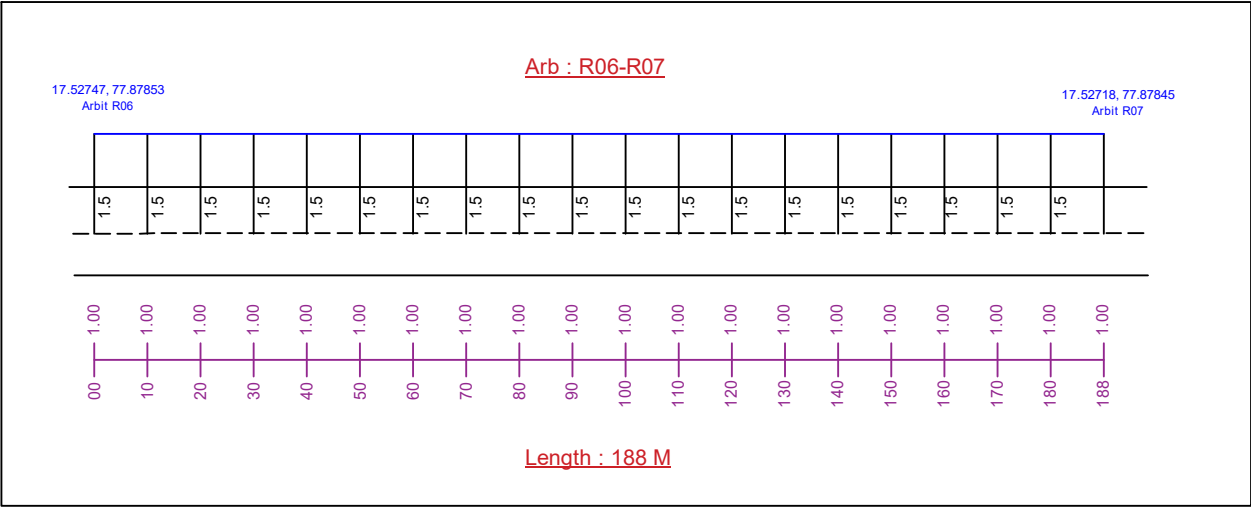 Arb : R06-R07
17.52747, 77.87853
Arbit R06
17.52718, 77.87845
Arbit R07
1.5 1.5 1.5 1.5 1.5 1.5 1.5 1.5 1.5 1.5 1.5 1.5 1.5 1.5 1.5 1.5 1.5 1.5 1.5
1.00 1.00 1.00 1.00 1.00 1.00 1.00 1.00 1.00 1.00 1.00 1.00 1.00 1.00 1.00 1.00 1.00 1.00 1.00 1.00
00 10 20 30 40 50 60 70 80 90 100 110 120 130 140 150 160 170 180 188
Length : 188 M